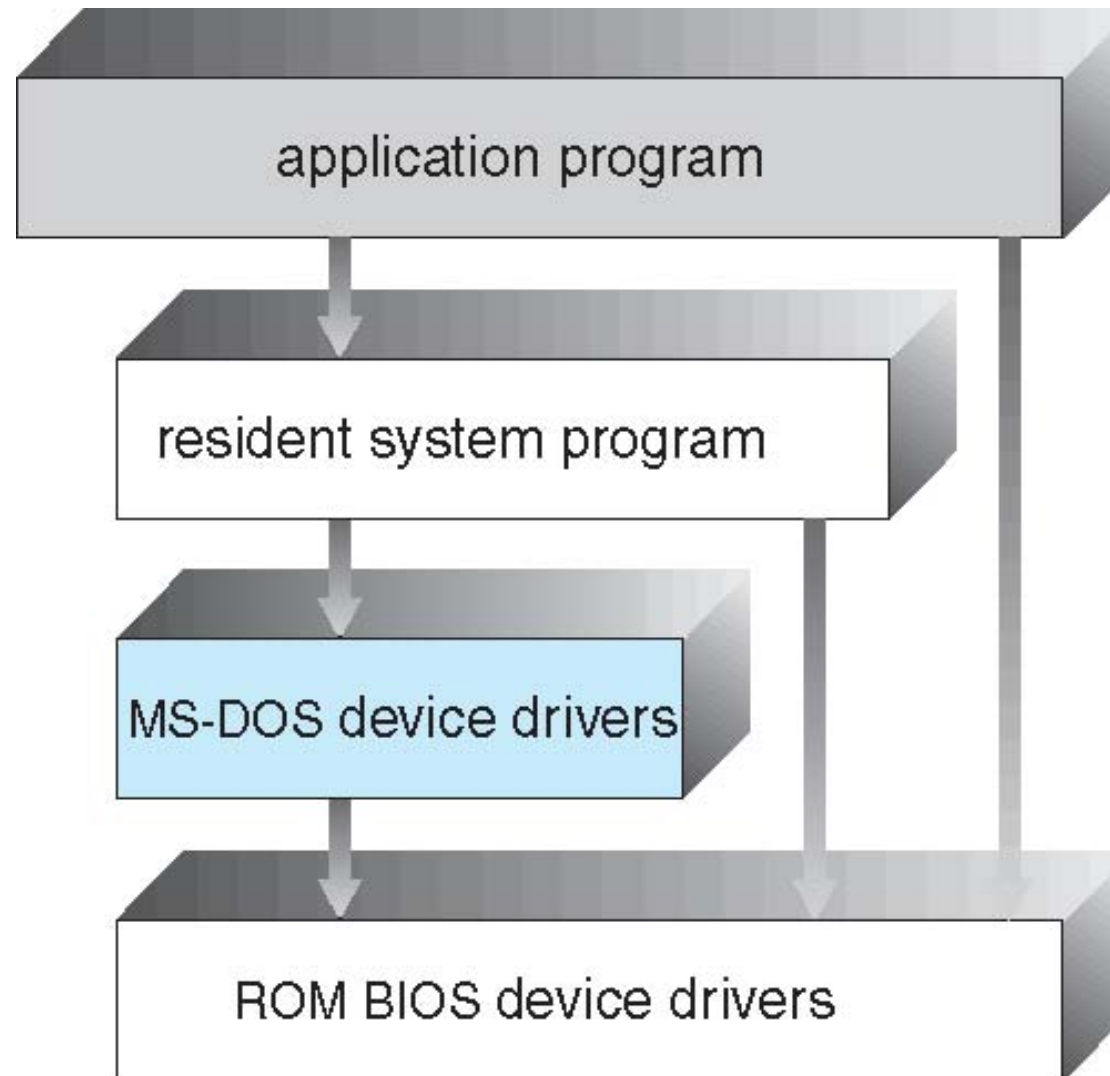 application program
resident system program
MS-DOS device drivers
ROM BIOS device drivers